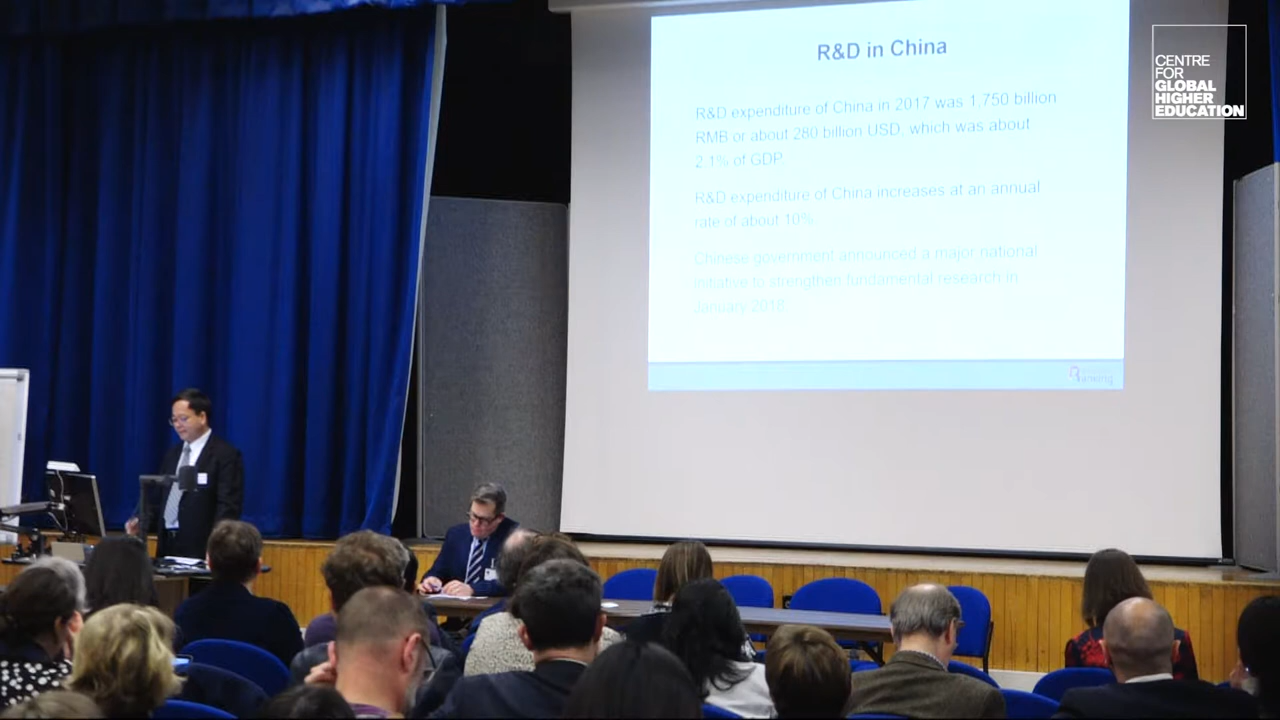 R&D in China
R&D expenditure of China in 2017 was 1,750 billion
RMB or about 280 billion USD, which was about
2.1% of GDP.
R&D expenditure of China increases at an annual
rate of about 10%.
Chinese government announced a major national
initiative to strengthen fundamental research in
January 2018.
Ranking
CENTRE
FOR
GLOBAL
HIGHER
EDUCATION